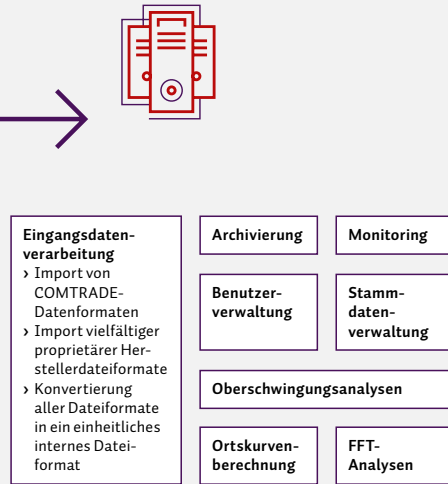 Eingangsdaten-
verarbeitung
› Import von
COMTRADE-
Datenformaten
› Import vielfältiger
proprietärer Her-
stellerdateiformate
› Konvertierung
aller Dateiformate
in ein einheitliches
internes Datei-
format
Archivierung
Monitoring
Benutzer-
verwaltung
Stamm-
daten-
verwaltung
Oberschwingungsanalysen
Ortskurven-
berechnung
FFT-
Analysen